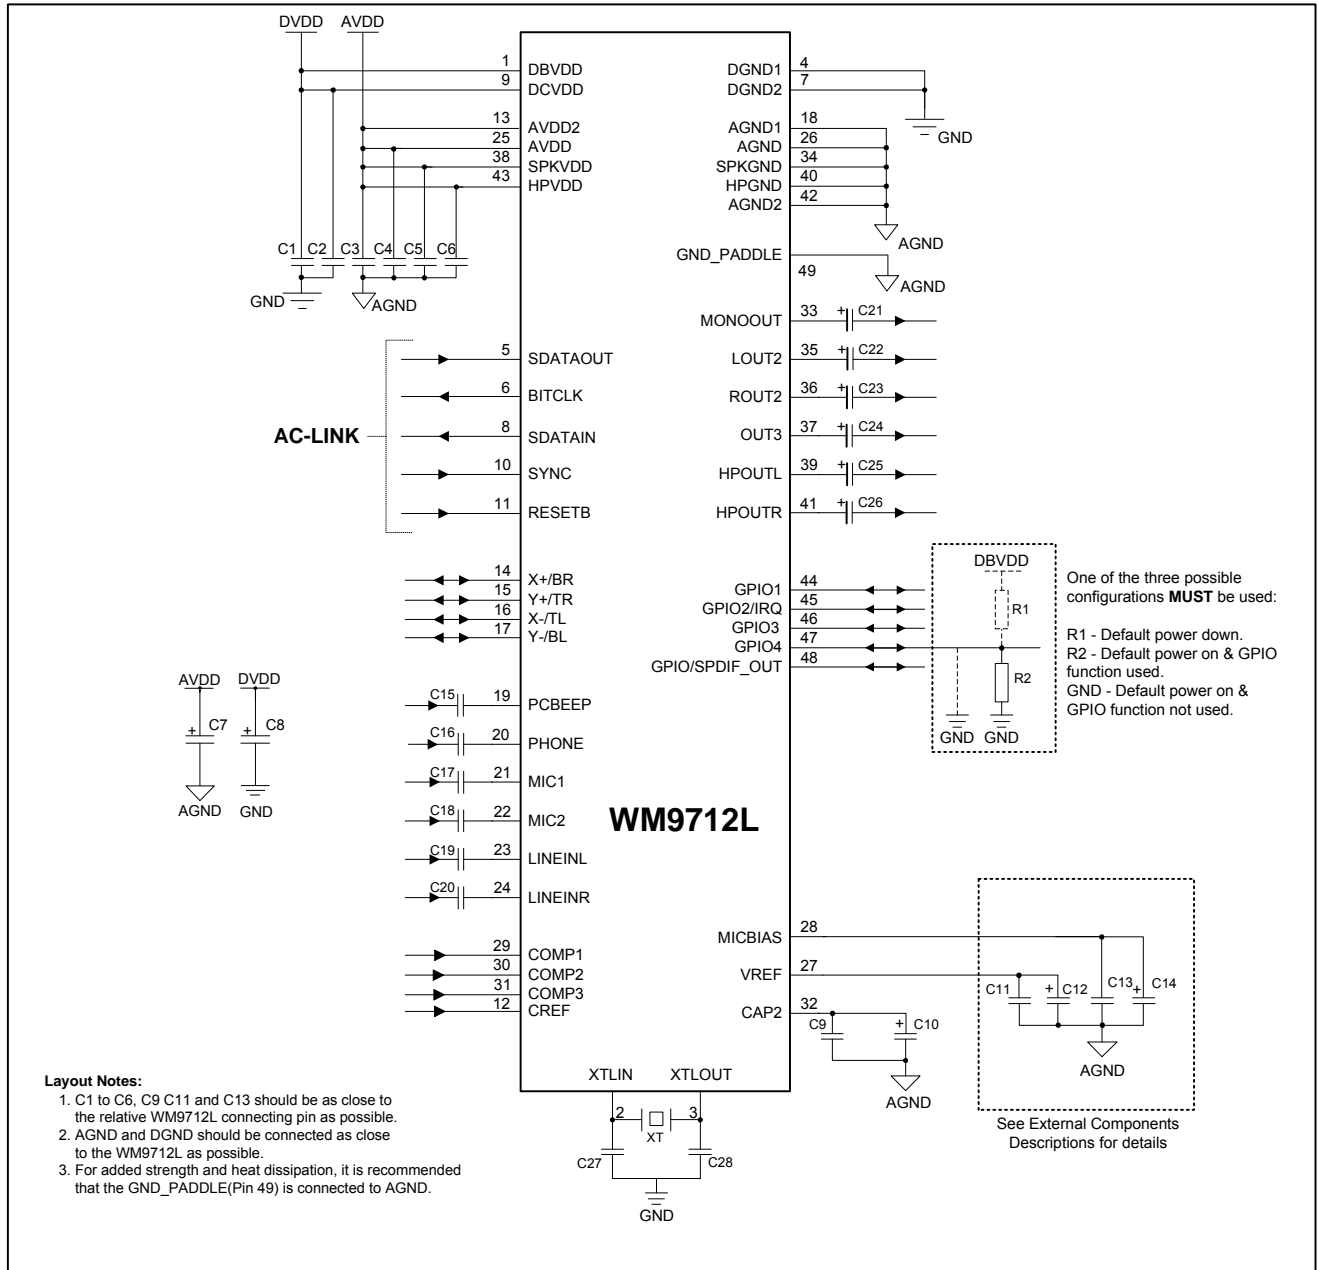 DVDD AVDD
1 DBVDD
9 DCVDD
13 AVDD2
25 AVDD
38 SPKVDD
43 HPVDD
C1 C2 C3 C4 C5 C6
GND AGND
DGND1 4
DGND2 7
GND
AGND1 18
AGND 26
SPKGND 34
HPGND 40
AGND2 42
AGND
GND_PADDLE
49
AGND
MONOOUT 33 + C21
LOUT2 35 + C22
ROUT2 36 + C23
OUT3 37 + C24
HPOUTL 39 + C25
HPOUTR 41 + C26
AC-LINK
5 SDATAOUT
6 BITCLK
8 SDATAIN
10 SYNC
11 RESETB
14 X+/BR
15 Y+/TR
16 X-/TL
17 Y-/BL
GPIO1 44
GPIO2/IRQ 45
GPIO3 46
GPIO4 47
GPIO/SPDIF_OUT 48
DBVDD
R1
R2
GND GND
One of the three possible
configurations MUST be used:
R1 - Default power down.
R2 - Default power on & GPIO
function used.
GND - Default power on &
GPIO function not used.
AVDD DVDD
+ C7 + C8
AGND GND
C15 19 PCBEEP
C16 20 PHONE
C17 21 MIC1
C18 22 MIC2
C19 23 LINEINL
C20 24 LINEINR
WM9712L
29 COMP1
30 COMP2
31 COMP3
12 CREF
MICBIAS 28
VREF 27
CAP2 32
C9 + C10
AGND
C11 + C12 C13 + C14
AGND
See External Components
Descriptions for details
XTLIN XTLOUT
2 3
XT
C27 C28
GND
Layout Notes:
1. C1 to C6, C9 C11 and C13 should be as close to
the relative WM9712L connecting pin as possible.
2. AGND and DGND should be connected as close
to the WM9712L as possible.
3. For added strength and heat dissipation, it is recommended
that the GND_PADDLE(Pin 49) is connected to AGND.